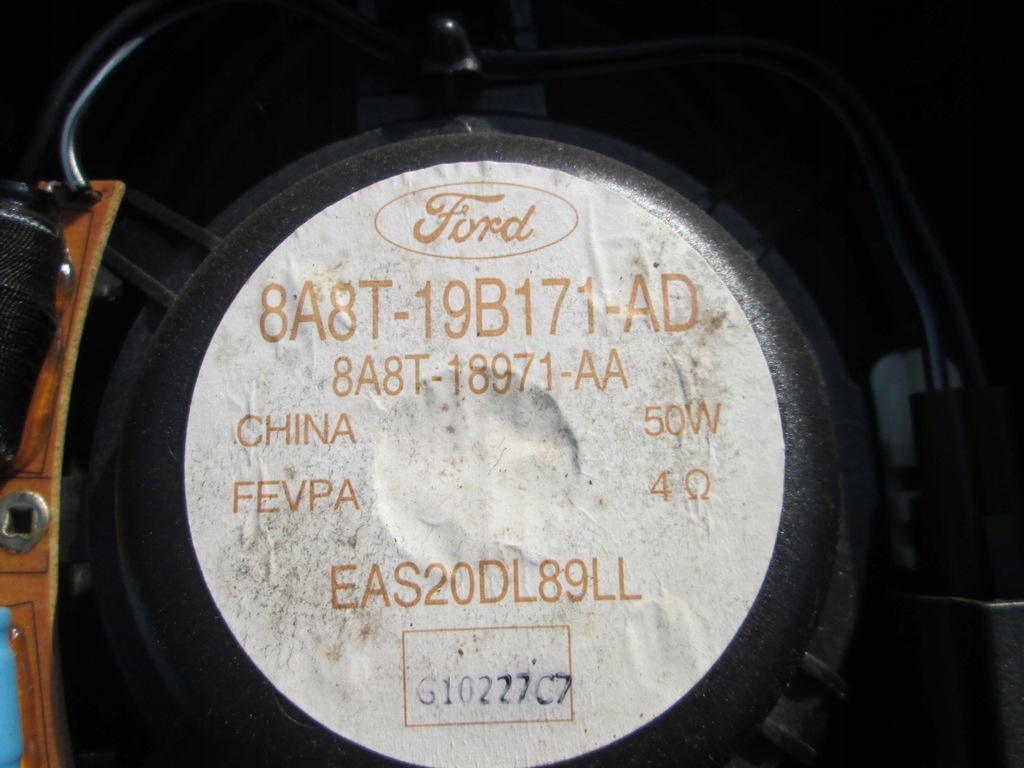 Ford
8A8T-19B171-AD
8A8T-18971-AA
CHINA 50W
FEVPA 4 Ω
EAS20DL89LL
G10227C7